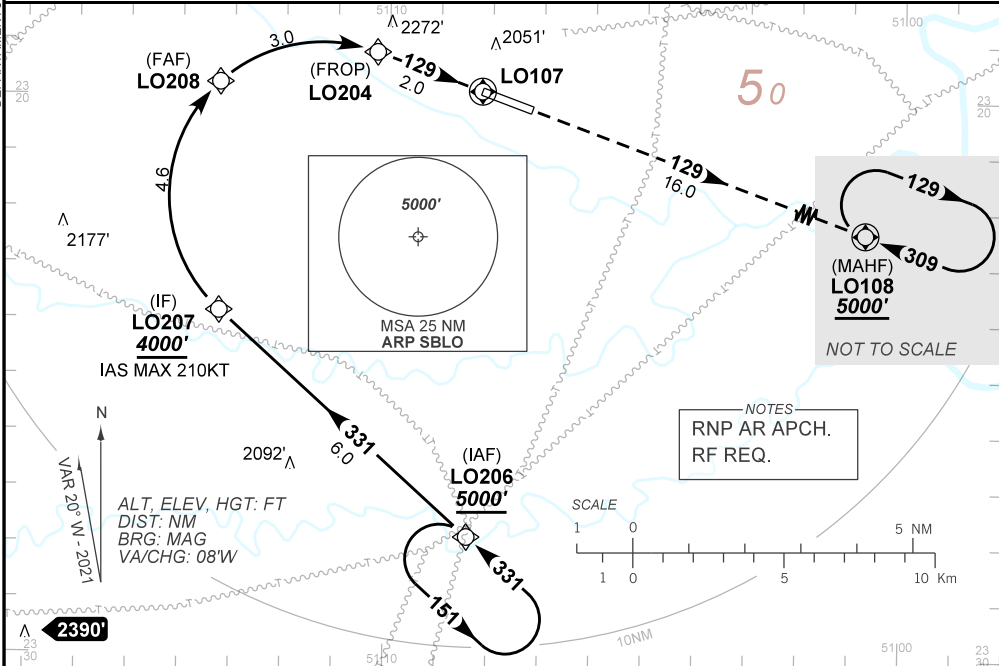 51 10
51 00
2272'
2051'
3.0
(FAF)
LO208
(FROP)
LO204
129
2.0
LO107
23
20
23
20
5 0
4.6
5000'
MSA 25 NM
ARP SBLO
129
16.0
129
309
(MAHF)
LO108
5000'
NOT TO SCALE
2177'
(IF)
LO207
4000'
IAS MAX 210KT
331
6.0
NOTES
RNP AR APCH.
RF REQ.
N
VAR 20° W - 2021
2092'
(IAF)
LO206
5000'
ALT, ELEV, HGT: FT
DIST: NM
BRG: MAG
VA/CHG: 08'W
SCALE
1 0 5 NM
1 0 5 10 Km
331
151
10NM
2390'
23
30
51 10
51 00
23
30